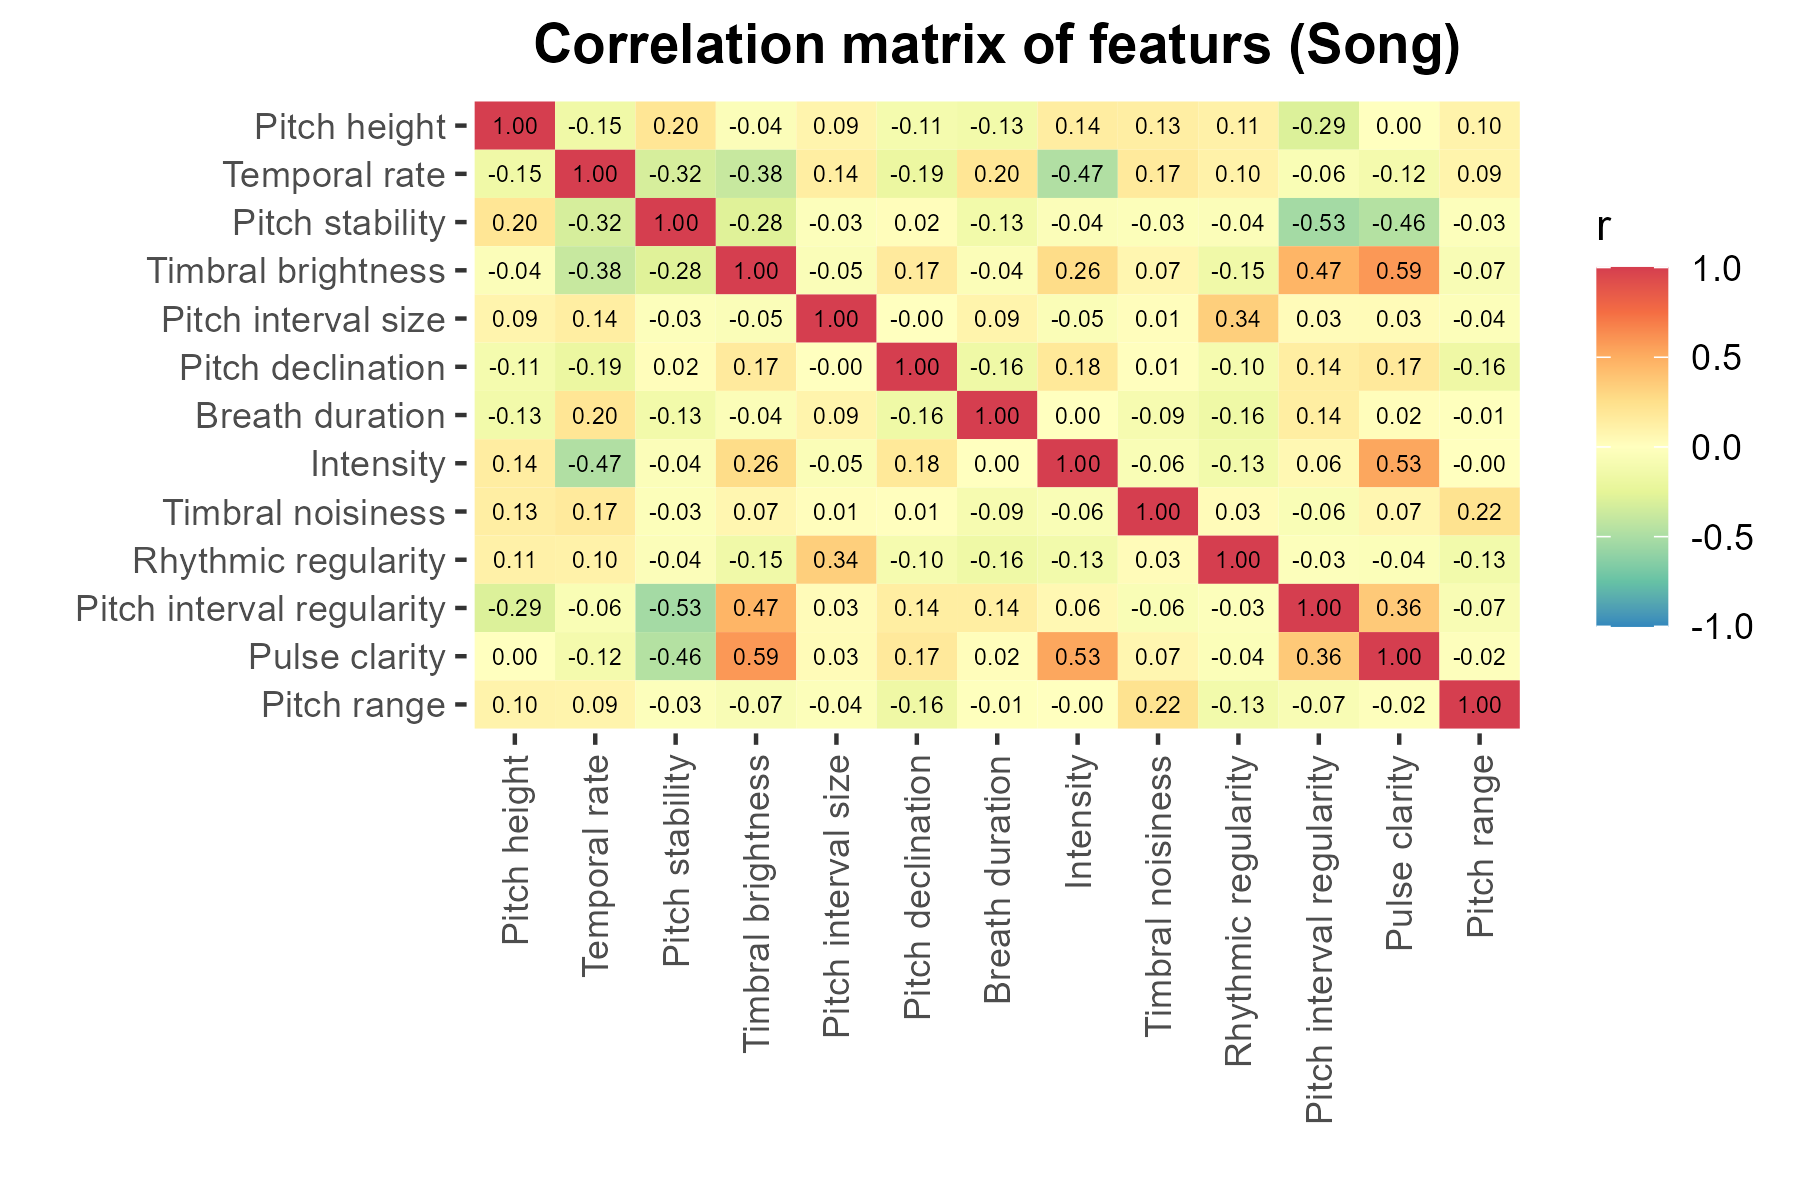 Correlation matrix of featurs (Song)
Pitch height 1.00 -0.15 0.20 -0.04 0.09 -0.11 -0.13 0.14 0.13 0.11 -0.29 0.00 0.10
Temporal rate -0.15 1.00 -0.32 -0.38 0.14 -0.19 0.20 -0.47 0.17 0.10 -0.06 -0.12 0.09
Pitch stability 0.20 -0.32 1.00 -0.28 -0.03 0.02 -0.13 -0.04 -0.03 -0.04 -0.53 -0.46 -0.03
Timbral brightness -0.04 -0.38 -0.28 1.00 -0.05 0.17 -0.04 0.26 0.07 -0.15 0.47 0.59 -0.07
Pitch interval size 0.09 0.14 -0.03 -0.05 1.00 -0.00 0.09 -0.05 0.01 0.34 0.03 0.03 -0.04
Pitch declination -0.11 -0.19 0.02 0.17 -0.00 1.00 -0.16 0.18 0.01 -0.10 0.14 0.17 -0.16
Breath duration -0.13 0.20 -0.13 -0.04 0.09 -0.16 1.00 0.00 -0.09 -0.16 0.14 0.02 -0.01
Intensity 0.14 -0.47 -0.04 0.26 -0.05 0.18 0.00 1.00 -0.06 -0.13 0.06 0.53 -0.00
Timbral noisiness 0.13 0.17 -0.03 0.07 0.01 0.01 -0.09 -0.06 1.00 0.03 -0.06 0.07 0.22
Rhythmic regularity 0.11 0.10 -0.04 -0.15 0.34 -0.10 -0.16 -0.13 0.03 1.00 -0.03 -0.04 -0.13
Pitch interval regularity -0.29 -0.06 -0.53 0.47 0.03 0.14 0.14 0.06 -0.06 -0.03 1.00 0.36 -0.07
Pulse clarity 0.00 -0.12 -0.46 0.59 0.03 0.17 0.02 0.53 0.07 -0.04 0.36 1.00 -0.02
Pitch range 0.10 0.09 -0.03 -0.07 -0.04 -0.16 -0.01 -0.00 0.22 -0.13 -0.07 -0.02 1.00
Pitch height
Temporal rate
Pitch stability
Timbral brightness
Pitch interval size
Pitch declination
Breath duration
Intensity
Timbral noisiness
Rhythmic regularity
Pitch interval regularity
Pulse clarity
Pitch range
r
1.0
0.5
0.0
-0.5
-1.0